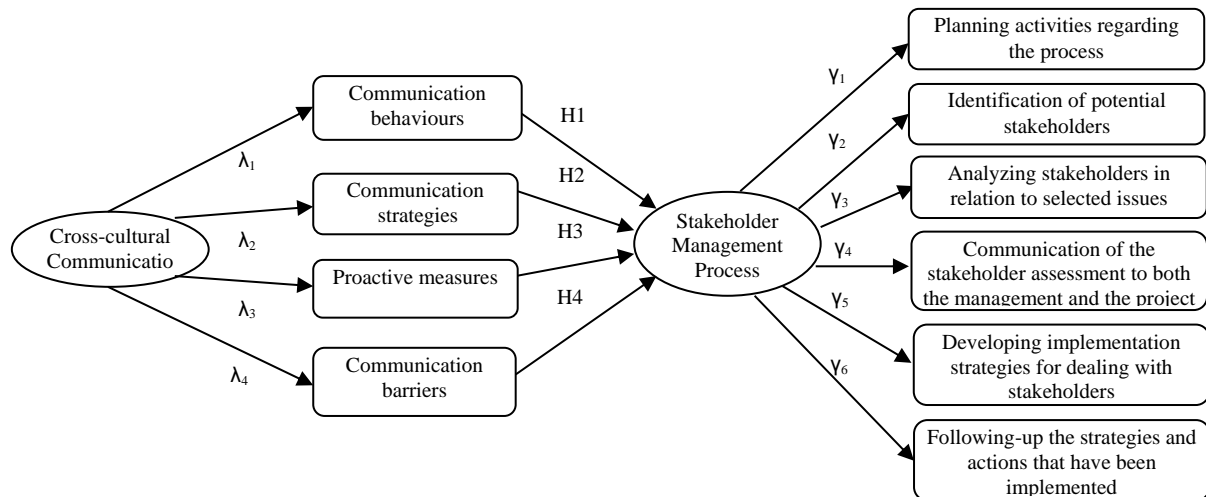 Cross-cultural
Communicatio
λ1
λ2
λ3
λ4
Communication
behaviours
Communication
strategies
Proactive measures
Communication
barriers
H1
H2
H3
H4
Stakeholder
Management
Process
γ1
γ2
γ3
γ4
γ5
γ6
Planning activities regarding
the process
Identification of potential
stakeholders
Analyzing stakeholders in
relation to selected issues
Communication of the
stakeholder assessment to both
the management and the project
Developing implementation
strategies for dealing with
stakeholders
Following-up the strategies and
actions that have been
implemented